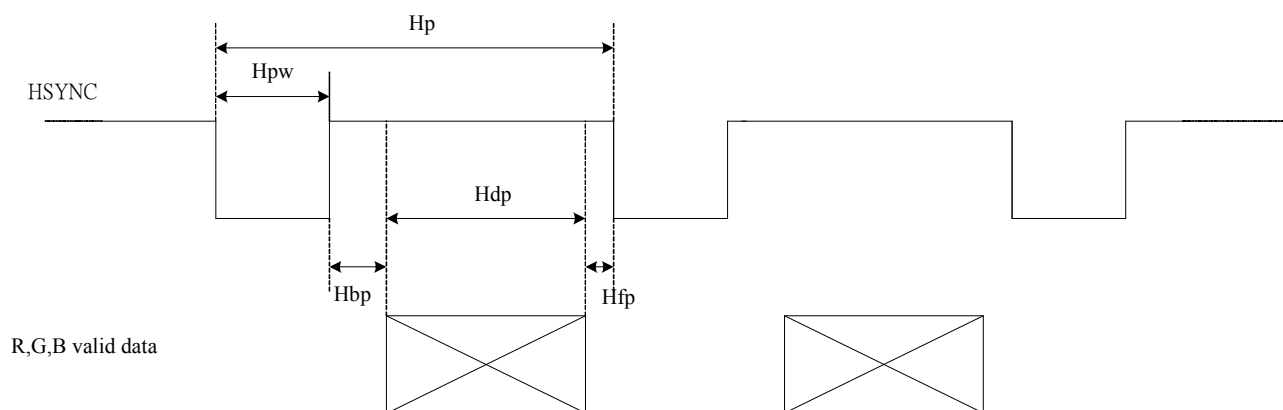 Hp
Hpw
HSYNC
Hdp
Hbp
Hfp
R,G,B valid data